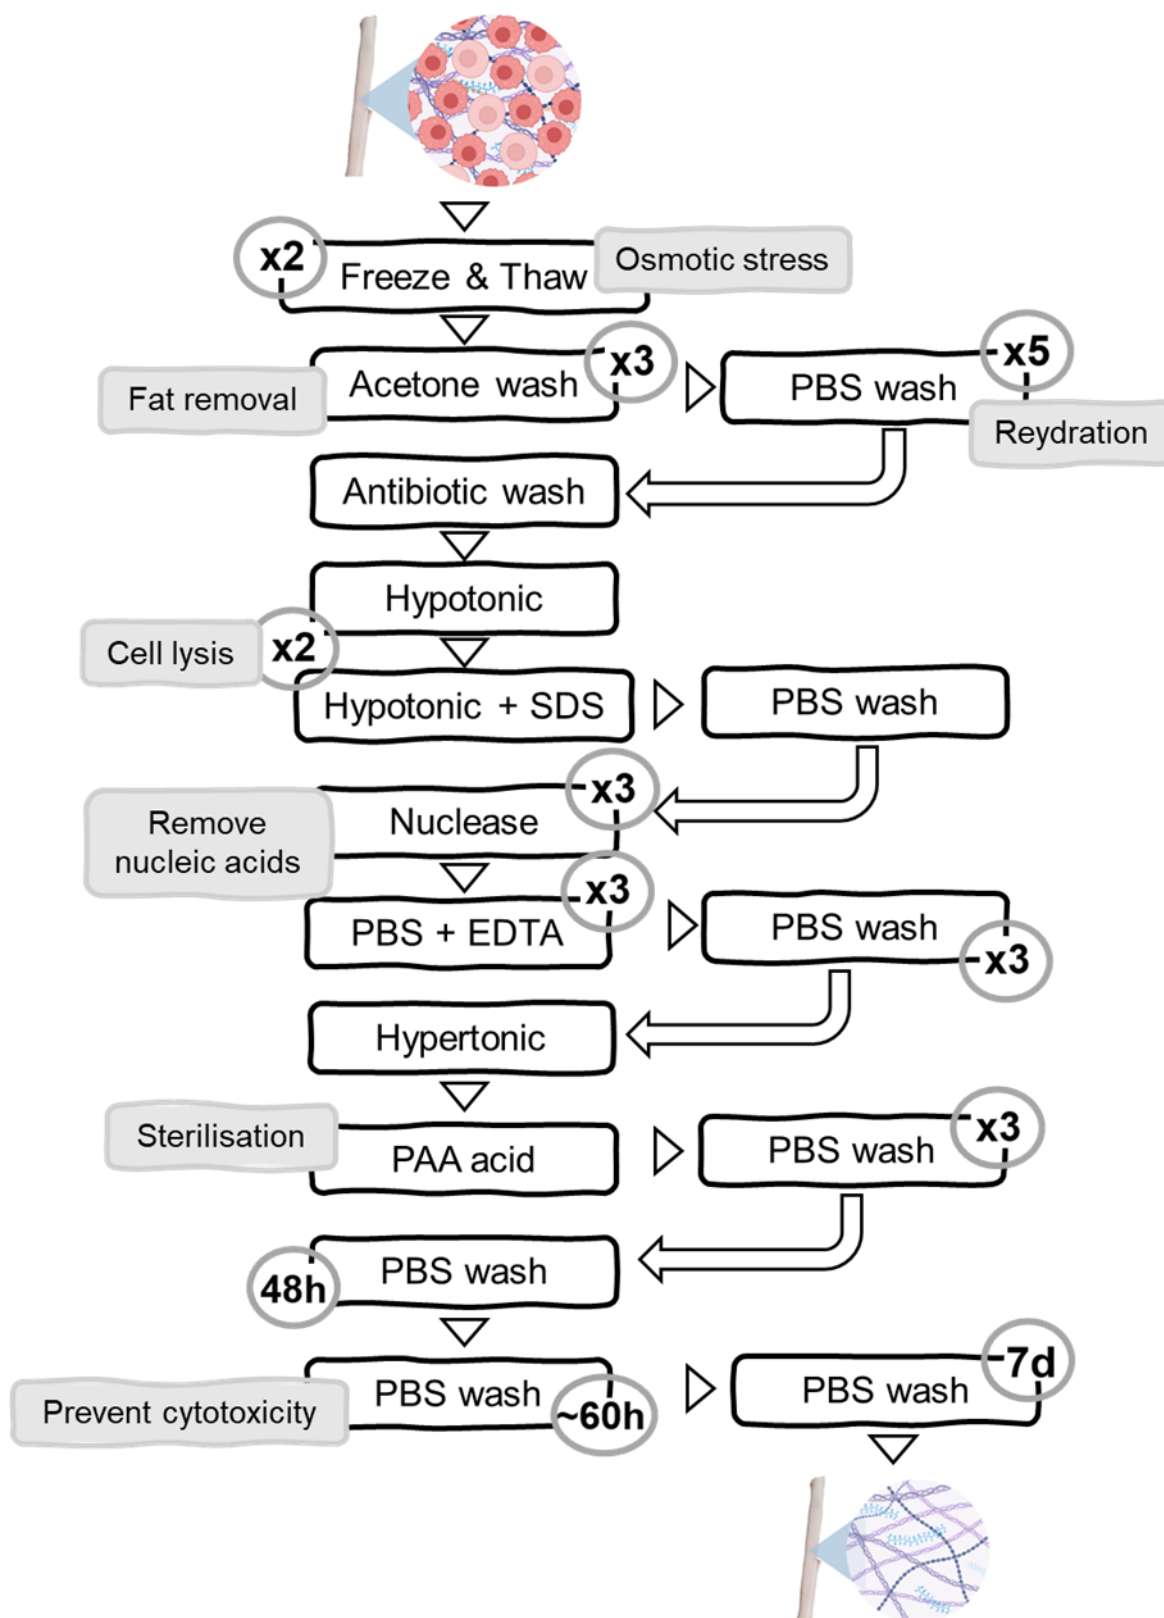 x2
Freeze & Thaw
Osmotic stress
Fat removal
Acetone wash
x3
PBS wash
x5
Reydration
Antibiotic wash
Hypotonic
Cell lysis
x2
Hypotonic + SDS
PBS wash
Remove
nucleic acids
Nuclease
x3
PBS + EDTA
x3
PBS wash
x3
Hypertonic
Sterilisation
PAA acid
PBS wash
x3
48h
PBS wash
Prevent cytotoxicity
PBS wash
~60h
PBS wash
7d